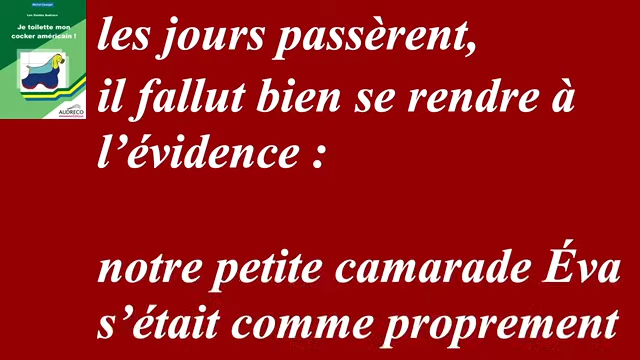 Je toilette mon
cocker américain !
AUDRECO
les jours passèrent,
il fallut bien se rendre à
l’évidence :
notre petite camarade Éva
s’était comme proprement